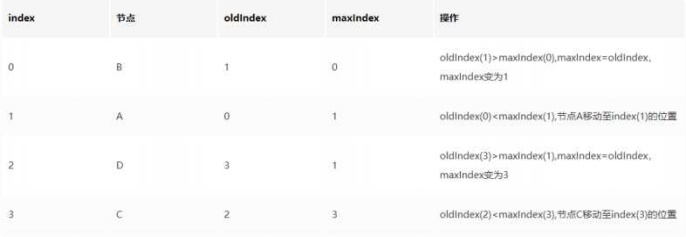 index 节点 oldIndex maxIndex 操作
0 B 1 0 oldIndex(1)>maxIndex(0),maxIndex=oldIndex,
maxIndex变为1
1 A 0 1 oldIndex(0)<maxIndex(1),节点A移动至index(1)的位置
2 D 3 1 oldIndex(3)>maxIndex(1),maxIndex=oldIndex,
maxIndex变为3
3 C 2 3 oldIndex(2)<maxIndex(3),节点C移动至index(3)的位置